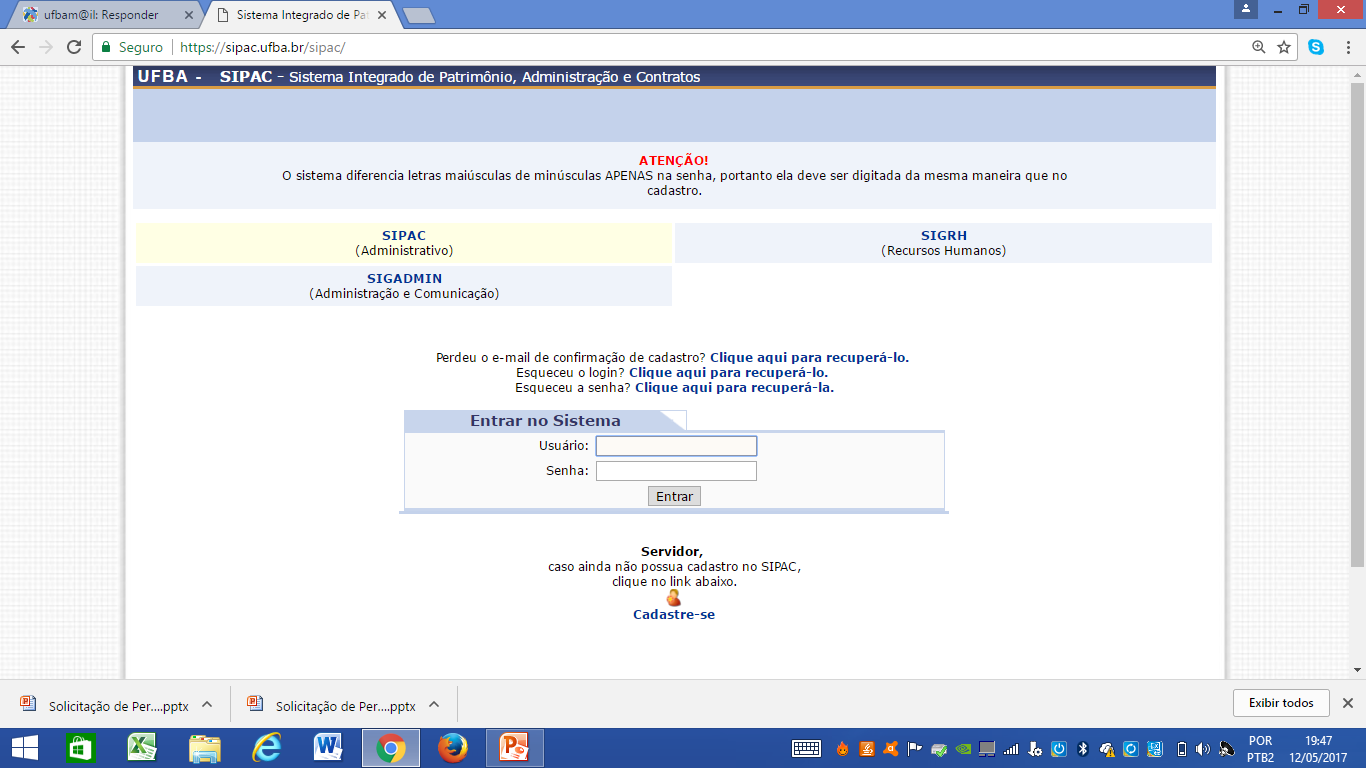 ufbam@il: Responder
Sistema Integrado de Pat
Seguro
https://sipac.ufba.br/sipac/
UFBA - SIPAC – Sistema Integrado de Patrimônio, Administração e Contratos
ATENÇÃO!
O sistema diferencia letras maiúsculas de minúsculas APENAS na senha, portanto ela deve ser digitada da mesma maneira que no
cadastro.
SIPAC
(Administrativo)
SIGRH
(Recursos Humanos)
SIGADMIN
(Administração e Comunicação)
Perdeu o e-mail de confirmação de cadastro? Clique aqui para recuperá-lo.
Esqueceu o login? Clique aqui para recuperá-lo.
Esqueceu a senha? Clique aqui para recuperá-la.
Entrar no Sistema
Usuário:
Senha:
Entrar
Servidor,
caso ainda não possua cadastro no SIPAC,
clique no link abaixo.
Cadastre-se
Solicitação de Per....pptx
Solicitação de Per....pptx
Exibir todos
POR
PTB2
19:47
12/05/2017